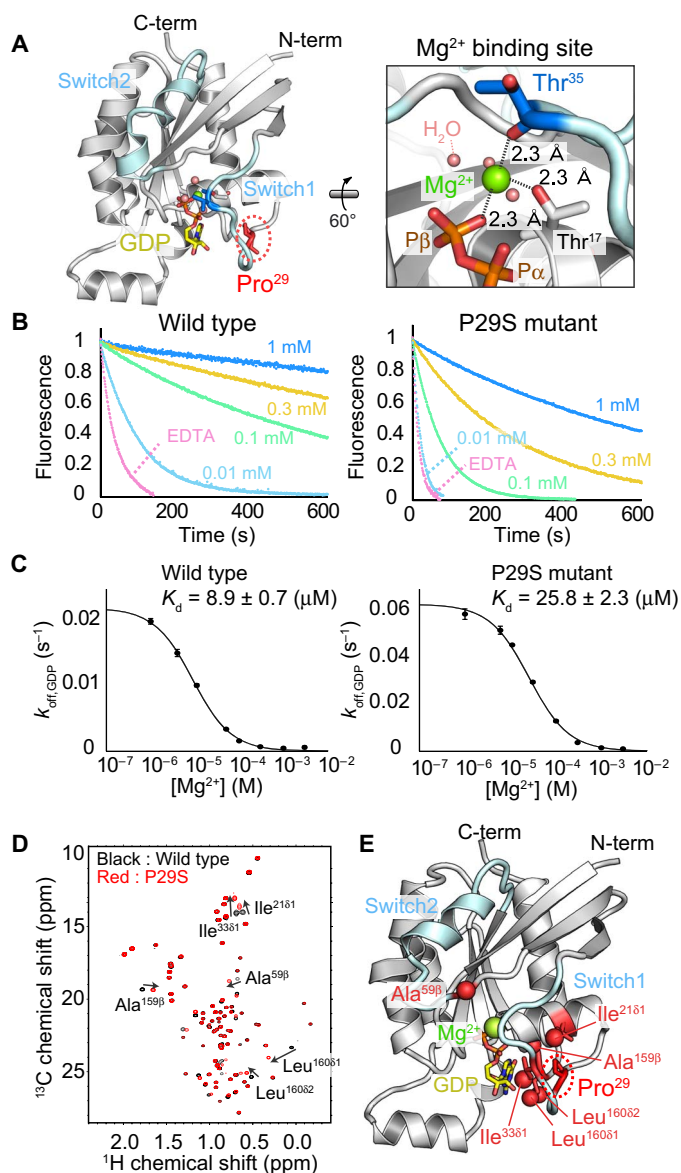 A
C-term
N-term
Switch2
Switch1
GDP
Pro²⁹
60°
Mg²⁺ binding site
Thr³⁵
H₂O
2.3 Å
Mg²⁺
2.3 Å
2.3 Å
Pβ
Thr¹⁷
Pα
B
Wild type
Fluorescence
1
0.8
0.6
0.4
0.2
0
1 mM
0.3 mM
0.1 mM
EDTA
0.01 mM
0 200 400 600
Time (s)
P29S mutant
Fluorescence
1
0.8
0.6
0.4
0.2
0
1 mM
0.01 mM
EDTA
0.3 mM
0.1 mM
0 200 400 600
Time (s)
C
Wild type
K_d = 8.9 ± 0.7 (μM)
k_off,GDP (s⁻¹)
0.02
0.01
0
10⁻⁷ 10⁻⁶ 10⁻⁵ 10⁻⁴ 10⁻³ 10⁻²
[Mg²⁺] (M)
P29S mutant
K_d = 25.8 ± 2.3 (μM)
k_off,GDP (s⁻¹)
0.06
0.04
0.02
0
10⁻⁷ 10⁻⁶ 10⁻⁵ 10⁻⁴ 10⁻³ 10⁻²
[Mg²⁺] (M)
D
Black : Wild type
Red : P29S
¹³C chemical shift (ppm)
10
15
20
25
Ile²¹δ¹
Ile³³δ¹
Ala⁵⁹β
Ala¹⁵⁹β
Leu¹⁶⁰δ¹
Leu¹⁶⁰δ²
2.0 1.5 1.0 0.5 0.0
¹H chemical shift (ppm)
E
C-term
N-term
Switch2
Switch1
Ala⁵⁹β
Ile²¹δ¹
Mg²⁺
Ala¹⁵⁹β
GDP
Pro²⁹
Leu¹⁶⁰δ²
Ile³³δ¹
Leu¹⁶⁰δ¹